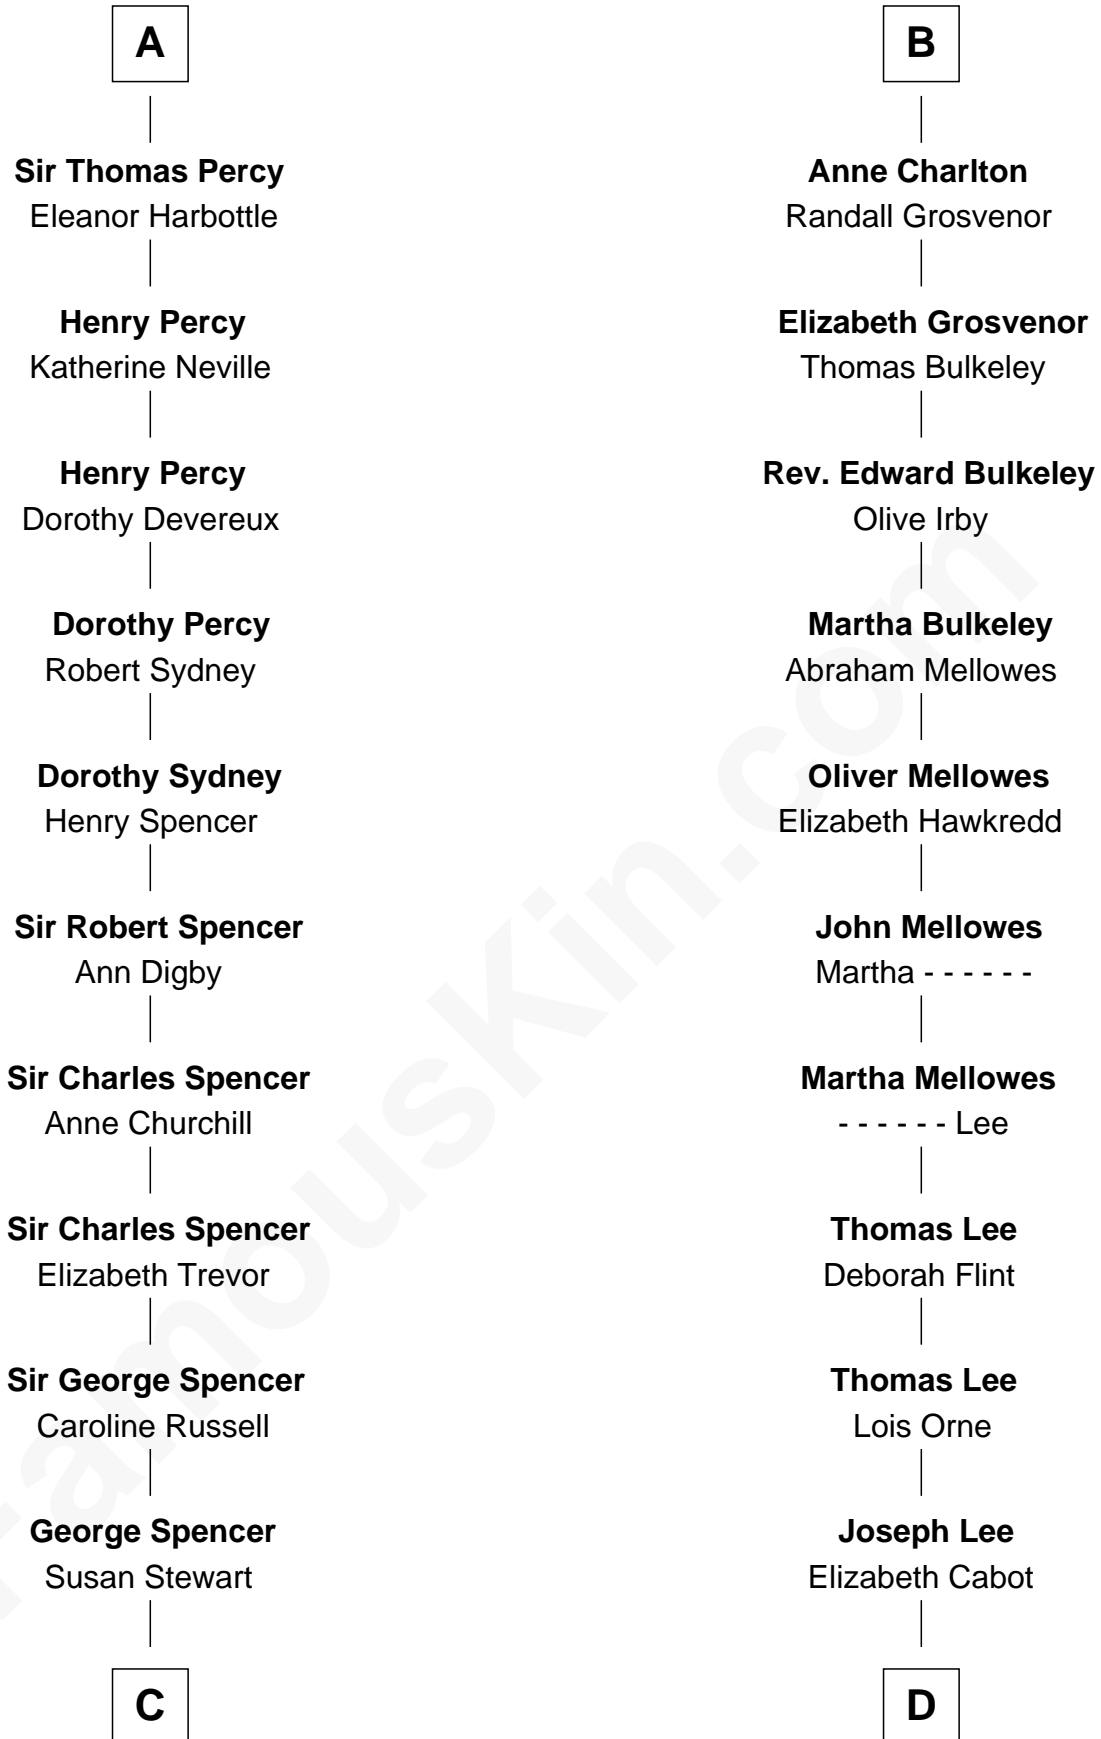 A
Sir Thomas Percy
Eleanor Harbottle
Henry Percy
Katherine Neville
Henry Percy
Dorothy Devereux
Dorothy Percy
Robert Sydney
Dorothy Sydney
Henry Spencer
Sir Robert Spencer
Ann Digby
Sir Charles Spencer
Anne Churchill
Sir Charles Spencer
Elizabeth Trevor
Sir George Spencer
Caroline Russell
George Spencer
Susan Stewart
C
B
Anne Charlton
Randall Grosvenor
Elizabeth Grosvenor
Thomas Bulkeley
Rev. Edward Bulkeley
Olive Irby
Martha Bulkeley
Abraham Mellowes
Oliver Mellowes
Elizabeth Hawkredd
John Mellowes
Martha - - - - - -
Martha Mellowes
- - - - - - Lee
Thomas Lee
Deborah Flint
Thomas Lee
Lois Orne
Joseph Lee
Elizabeth Cabot
D
FamousKin.com